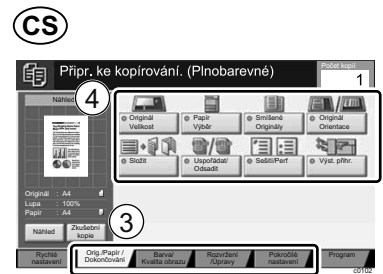 CS
Připr. ke kopírování. (Plnobarevné)
Počet kopií
1
Náhled
4
Originál
Velikost
Papír
Výběr
Smíšené
Originály
Originál
Orientace
Složit
Uspořádat/
Odsadit
Sešití/Perf
Výst. přihr.
Originál : A4
Lupa : 100%
Papír : A4
Náhled
Zkušební
kopie
3
Rychlé
nastavení
Orig./Papír /
Dokončování
Barva/
Kvalita obrazu
Rozvržení
/Úpravy
Pokročilé
nastavení
Program
c0102